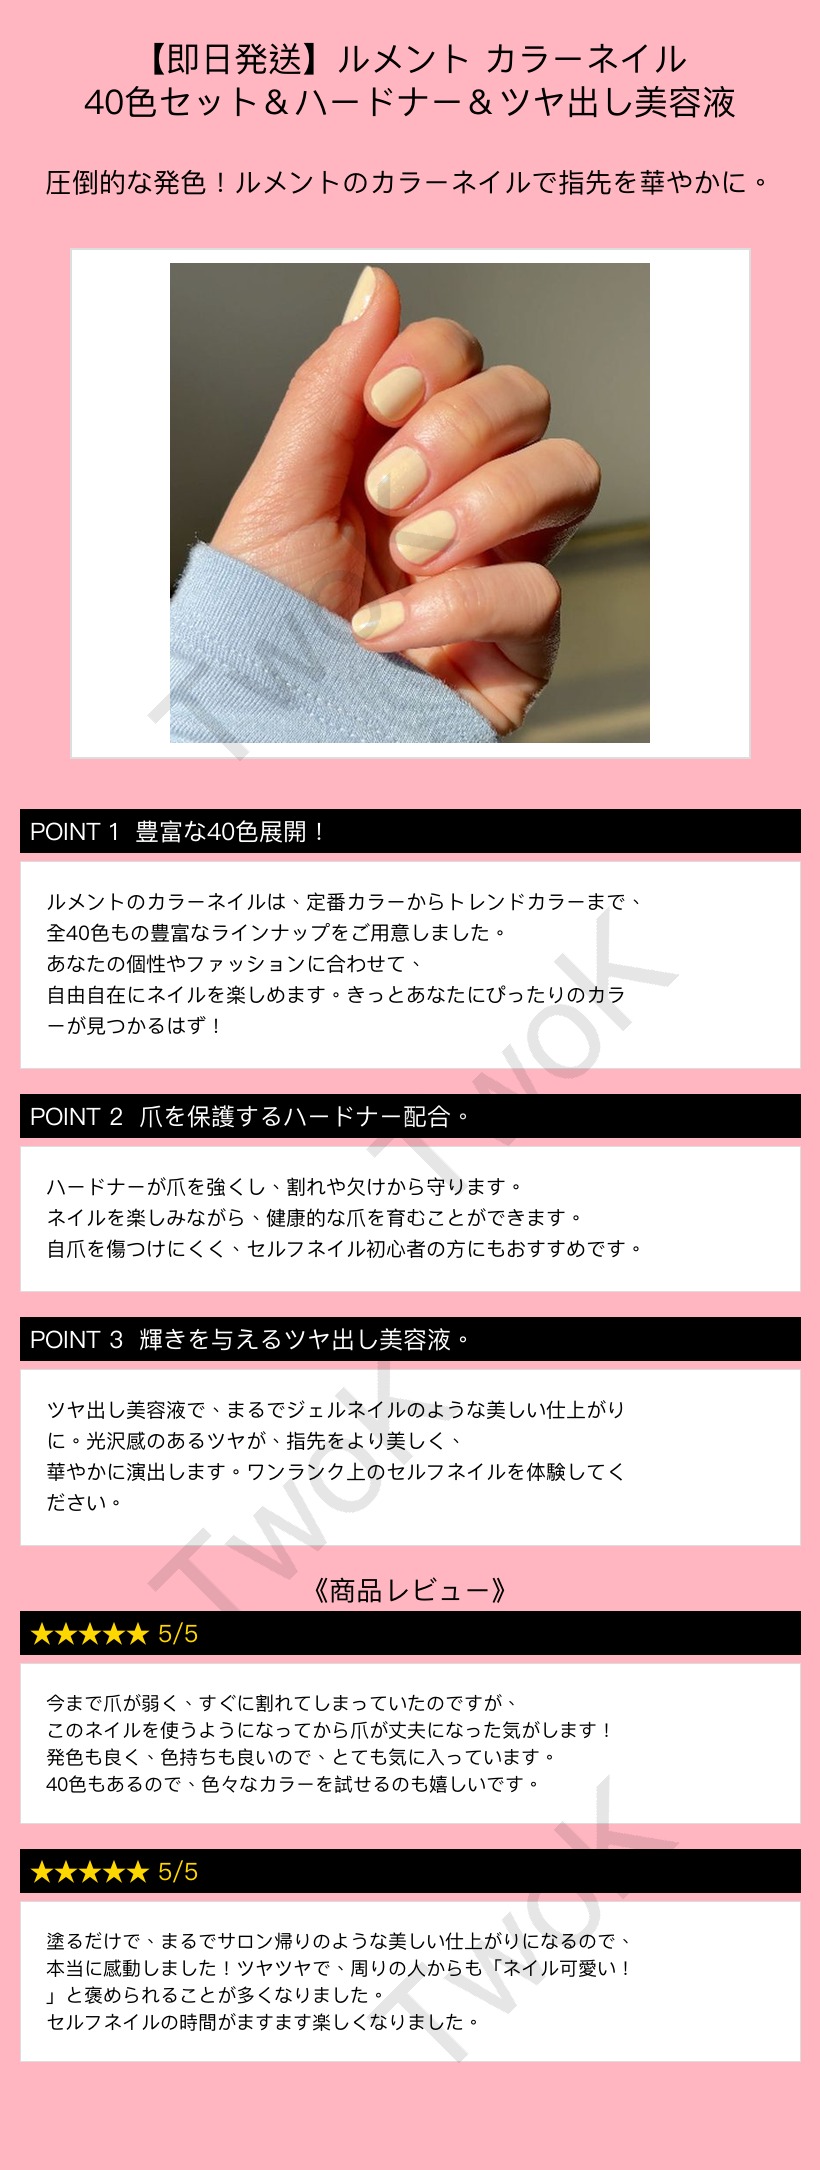 【即日発送】ルメント カラーネイル
40色セット＆ハードナー＆ツヤ出し美容液
圧倒的な発色！ルメントのカラーネイルで指先を華やかに。
TwoK
POINT 1 豊富な40色展開！
ルメントのカラーネイルは、定番カラーからトレンドカラーまで、
全40色もの豊富なラインナップをご用意しました。
あなたの個性やファッションに合わせて、
自由自在にネイルを楽しめます。きっとあなたにぴったりのカラ
ーが見つかるはず！
TwoK
POINT 2 爪を保護するハードナー配合。
ハードナーが爪を強くし、割れや欠けから守ります。
ネイルを楽しみながら、健康的な爪を育むことができます。
自爪を傷つけにくく、セルフネイル初心者の方にもおすすめです。
POINT 3 輝きを与えるツヤ出し美容液。
ツヤ出し美容液で、まるでジェルネイルのような美しい仕上がり
に。光沢感のあるツヤが、指先をより美しく、
華やかに演出します。ワンランク上のセルフネイルを体験してく
ださい。
TwoK
《商品レビュー》
★★★★★ 5/5
今まで爪が弱く、すぐに割れてしまっていたのですが、
このネイルを使うようになってから爪が丈夫になった気がします！
発色も良く、色持ちも良いので、とても気に入っています。
40色もあるので、色々なカラーを試せるのも嬉しいです。
★★★★★ 5/5
塗るだけで、まるでサロン帰りのような美しい仕上がりになるので、
本当に感動しました！ツヤツヤで、周りの人からも「ネイル可愛い！
」と褒められることが多くなりました。
セルフネイルの時間がますます楽しくなりました。
TwoK